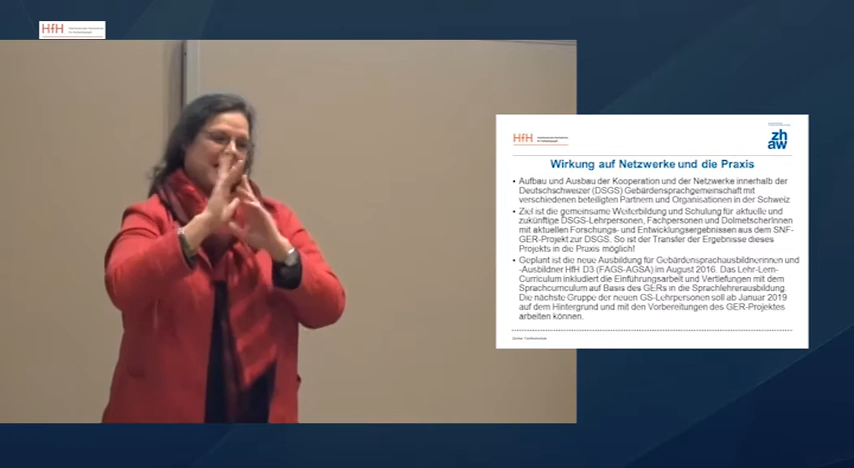 HfH
HfH
zh
aw
Wirkung auf Netzwerke und die Praxis
• Aufbau und Ausbau der Kooperation und der Netzwerke innerhalb der
Deutschschweizer (DSGS) Gebärdensprachgemeinschaft mit
verschiedenen beteiligten Partnern und Organisationen in der Schweiz
• Ziel ist die gemeinsame Weiterbildung und Schulung für aktuelle und
zukünftige DSGS-Lehrpersonen, Fachpersonen und DolmetscherInnen
mit aktuellen Forschungs- und Entwicklungsergebnissen aus dem SNF-
GER-Projekt zur DSGS. So ist der Transfer der Ergebnisse dieses
Projekts in die Praxis möglich!
• Geplant ist die neue Ausbildung für Gebärdensprachausbildnerinnen und
-Ausbildner HfH D3 (FAGS-AGSA) im August 2016. Das Lehr-Lern-
Curriculum inkludiert die Einführungsarbeit und Vertiefungen mit dem
Sprachcurriculum auf Basis des GERs in die Sprachlehrerausbildung.
Die nächste Gruppe der neuen GS-Lehrpersonen soll ab Januar 2019
auf dem Hintergrund und mit den Vorbereitungen des GER-Projektes
arbeiten können.